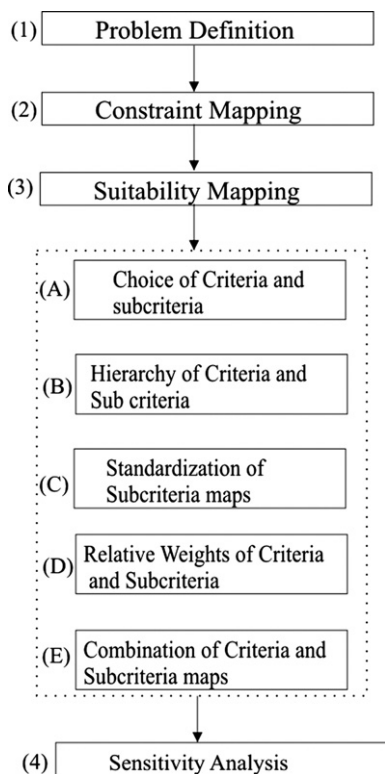 (1) Problem Definition
(2) Constraint Mapping
(3) Suitability Mapping
(A) Choice of Criteria and
subcriteria
(B) Hierarchy of Criteria and
Sub criteria
(C) Standardization of
Subcriteria maps
(D) Relative Weights of Criteria
and Subcriteria
(E) Combination of Criteria and
Subcriteria maps
(4) Sensitivity Analysis